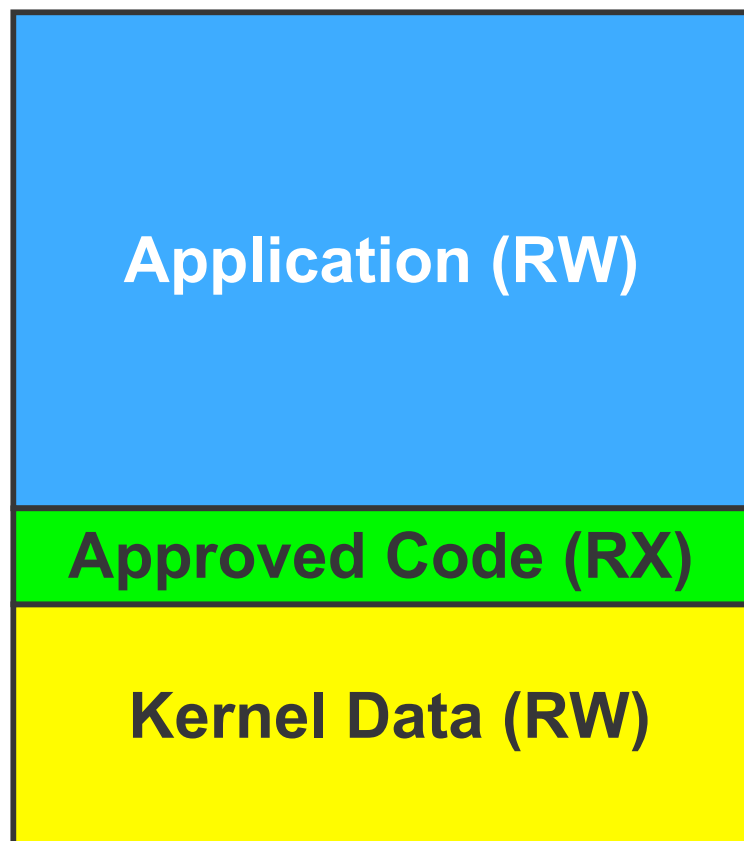 Application (RW)
Approved Code (RX)
Kernel Data (RW)